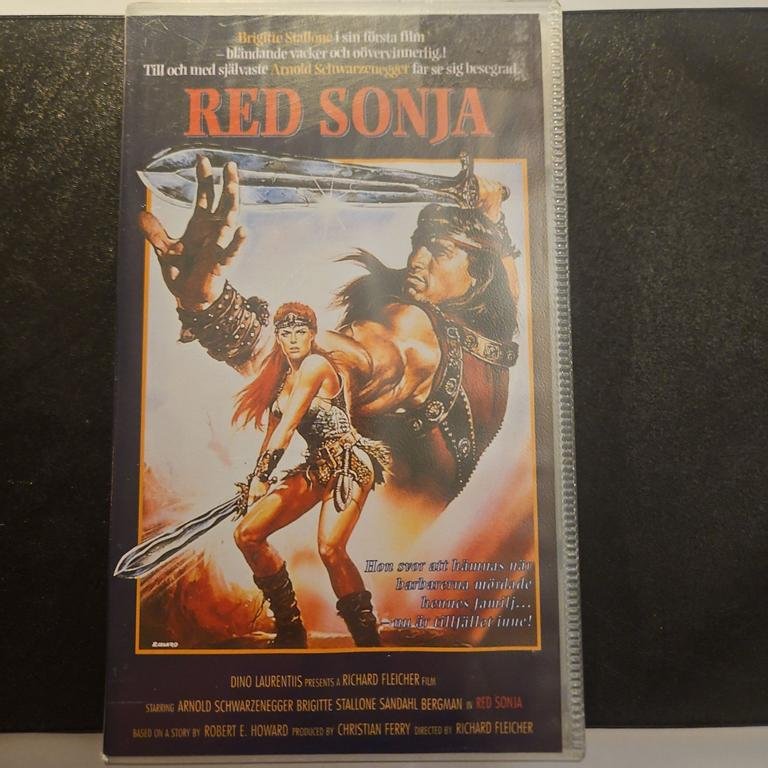 Brigitte Stallone i sin första film
– bländande vacker och oövervinnerlig.!
Till och med självaste Arnold Schwarzenegger får se sig besegrad.
RED SONJA
Hon svor att hämnas när
barbarerna mördade
hennes familj...
– nu är tillfället inne!
DINO LAURENTIIS PRESENTS A RICHARD FLEICHER FILM
STARRING ARNOLD SCHWARZENEGGER BRIGITTE STALLONE SANDAHL BERGMAN IN RED SONJA
BASED ON A STORY BY ROBERT E. HOWARD PRODUCED BY CHRISTIAN FERRY DIRECTED BY RICHARD FLEICHER